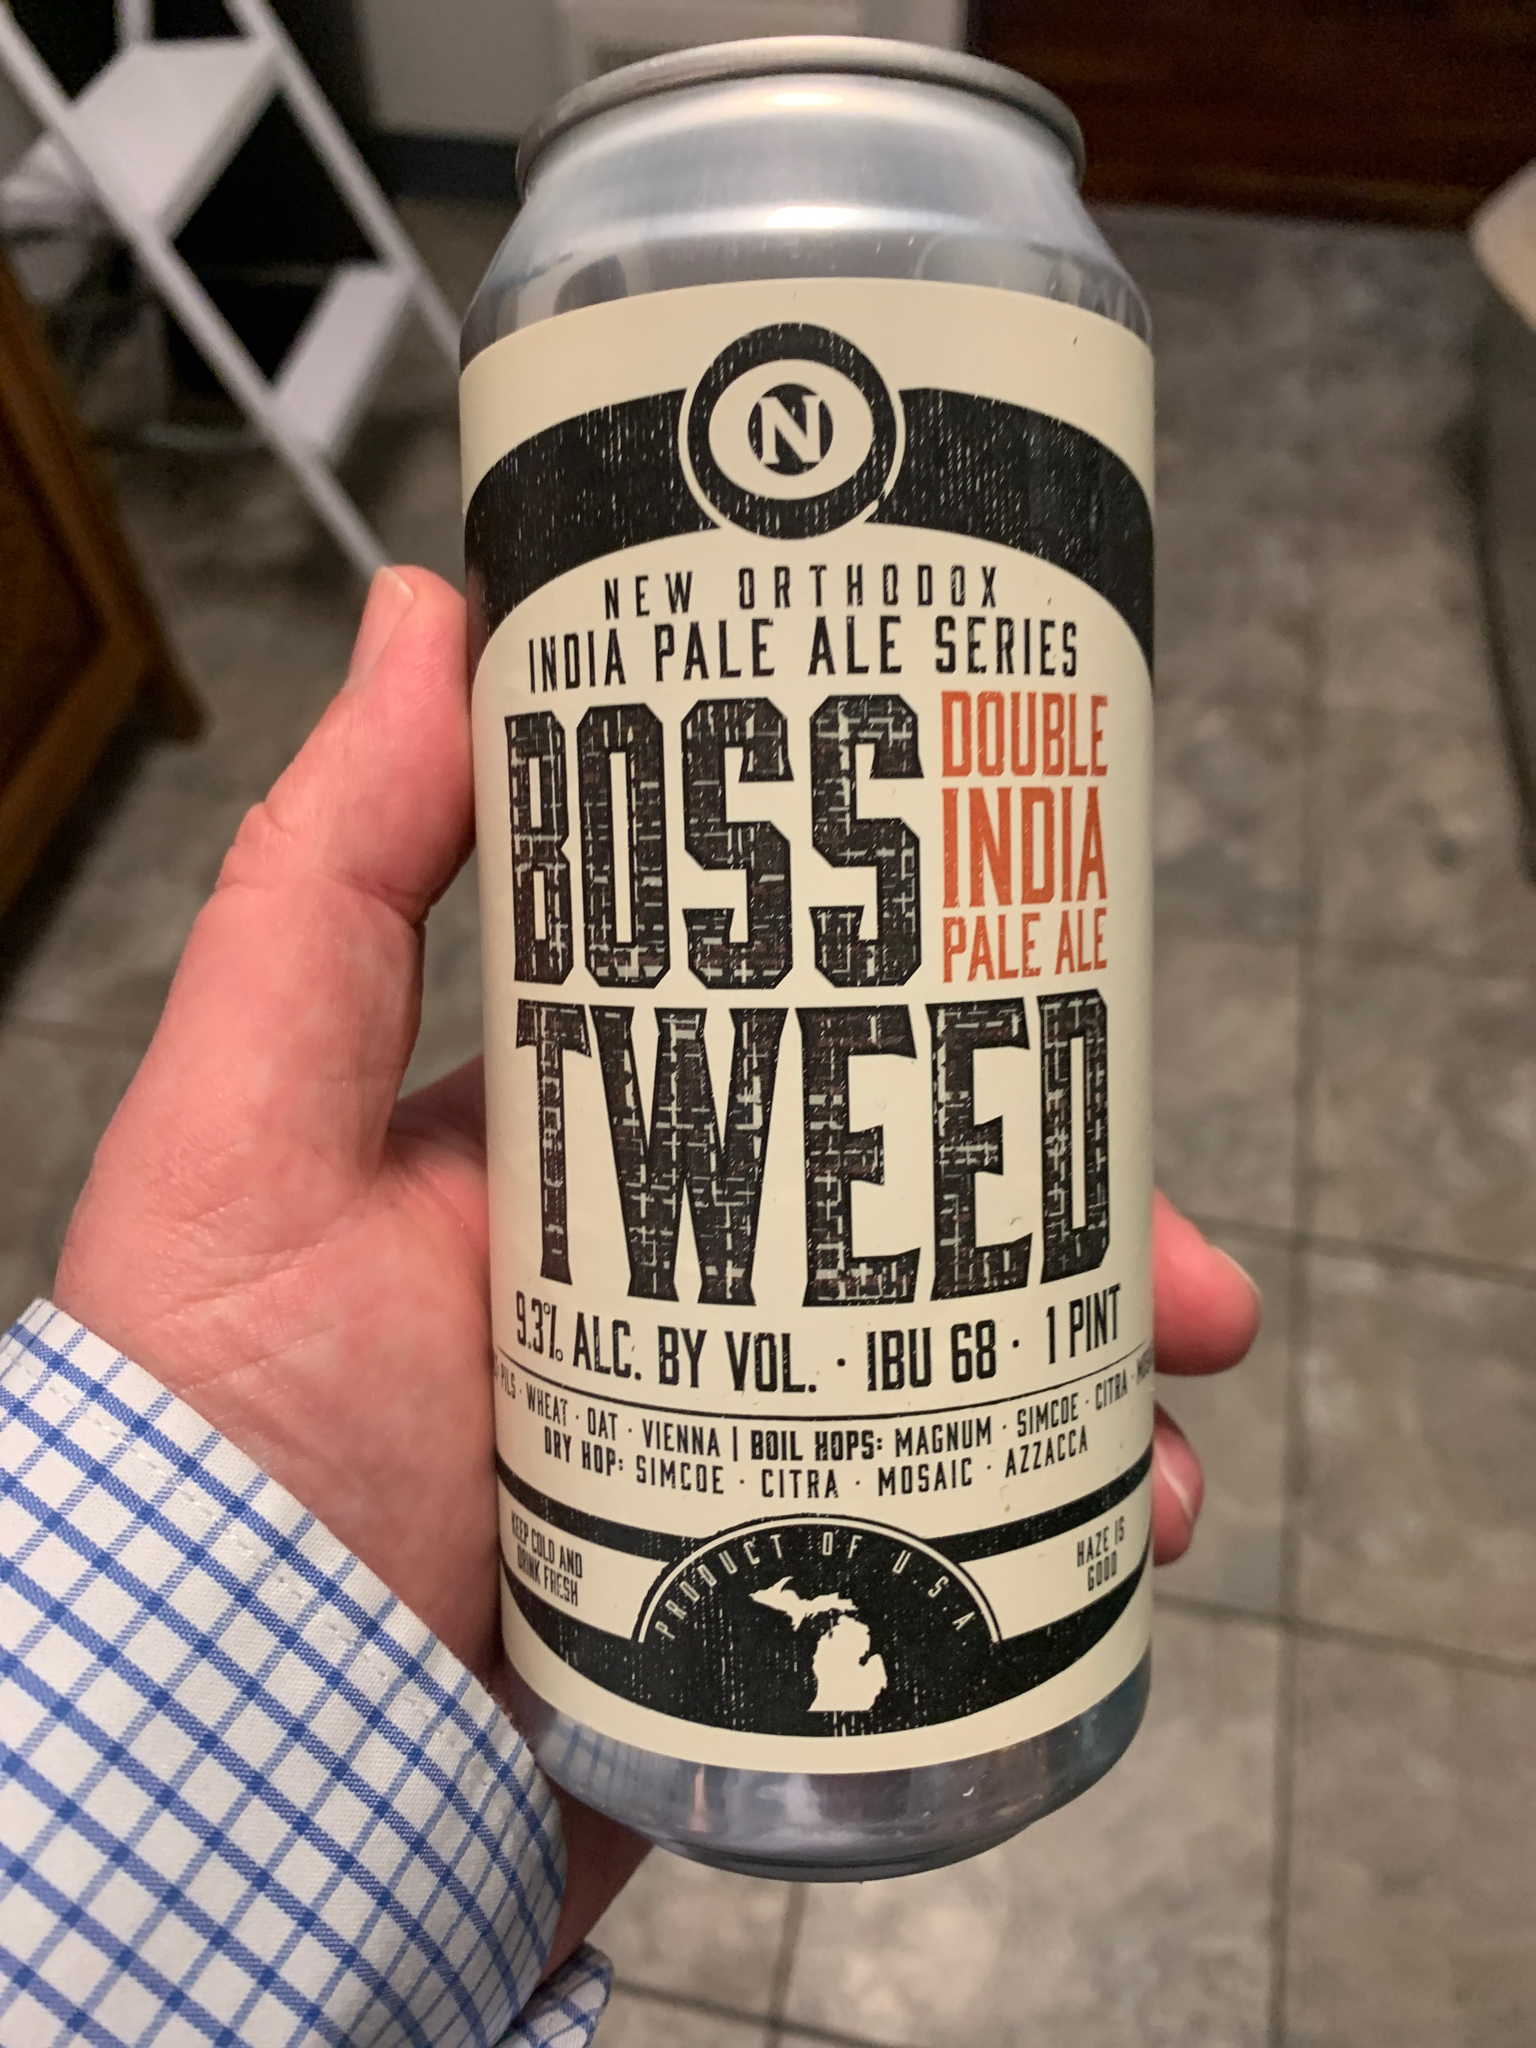 N
NEW ORTHODOX
INDIA PALE ALE SERIES
BOSS
DOUBLE
INDIA
PALE ALE
TWEED
9.3% ALC. BY VOL. · IBU 68 · 1 PINT
PILS · WHEAT · OAT · VIENNA | BOIL HOPS: MAGNUM · SIMCOE · CITRA ·
DRY HOP: SIMCOE · CITRA · MOSAIC · AZZACCA
KEEP COLD AND
DRINK FRESH
PRODUCT OF U.S.A
HAZE IS
GOOD